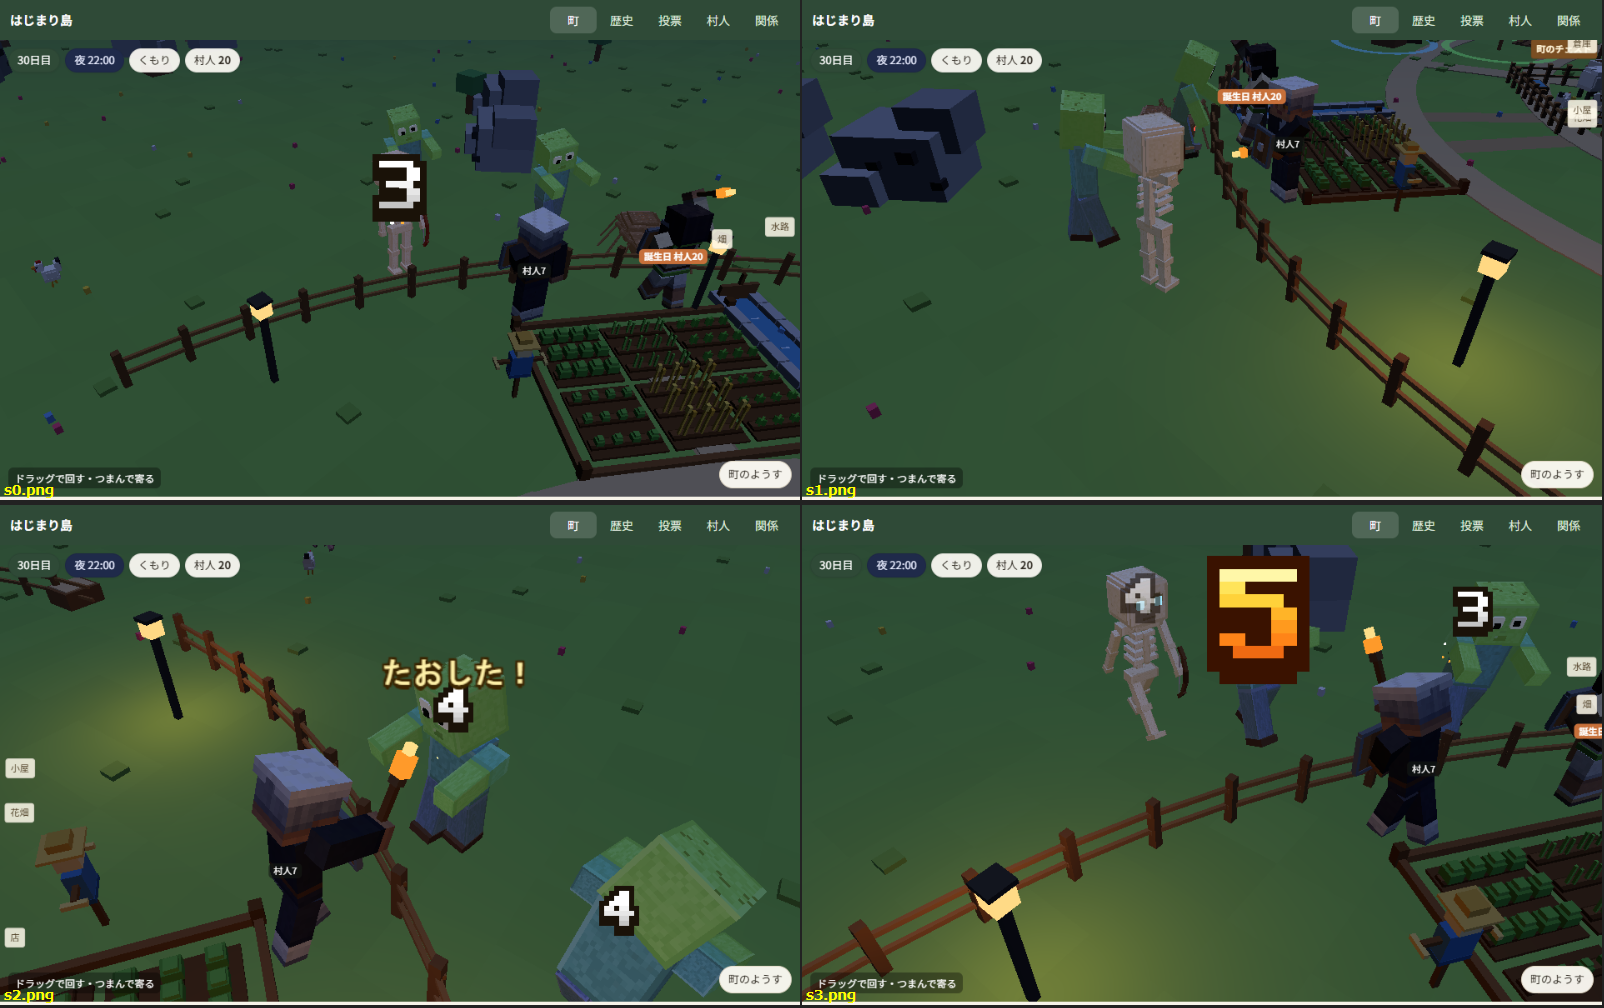 はじまり島
町 歴史 投票 村人 関係
30日目 夜 22:00 くもり 村人 20
3
水路
畑
誕生日 村人20
村人7
ドラッグで回す・つまんで寄る
町のようす
s0.png
はじまり島
町 歴史 投票 村人 関係
30日目 夜 22:00 くもり 村人 20
町のチェ
倉庫
小屋
誕生日 村人20
村人7
ドラッグで回す・つまんで寄る
町のようす
s1.png
はじまり島
町 歴史 投票 村人 関係
30日目 夜 22:00 くもり 村人 20
たおした！
4
小屋
花畑
村人7
4
店
ドラッグで回す・つまんで寄る
町のようす
s2.png
はじまり島
町 歴史 投票 村人 関係
30日目 夜 22:00 くもり 村人 20
4
5
3
水路
畑
誕生日
村人7
ドラッグで回す・つまんで寄る
町のようす
s3.png